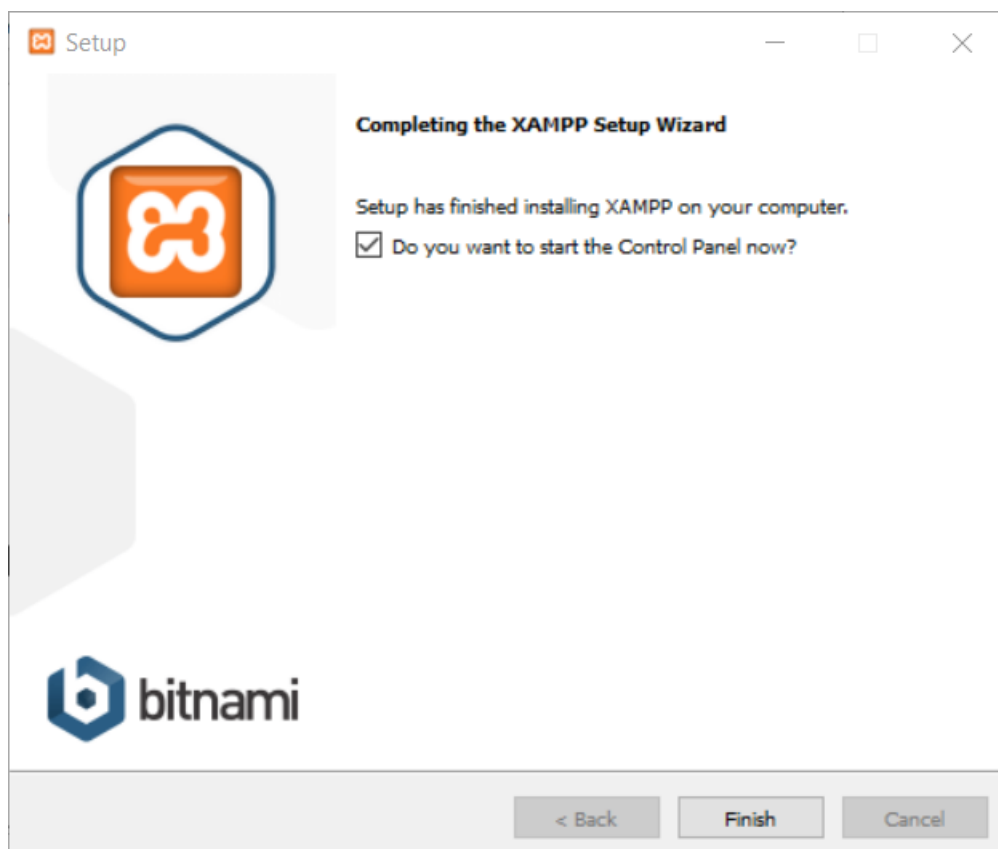 Setup
Completing the XAMPP Setup Wizard
Setup has finished installing XAMPP on your computer.
Do you want to start the Control Panel now?
bitnami
< Back
Finish
Cancel